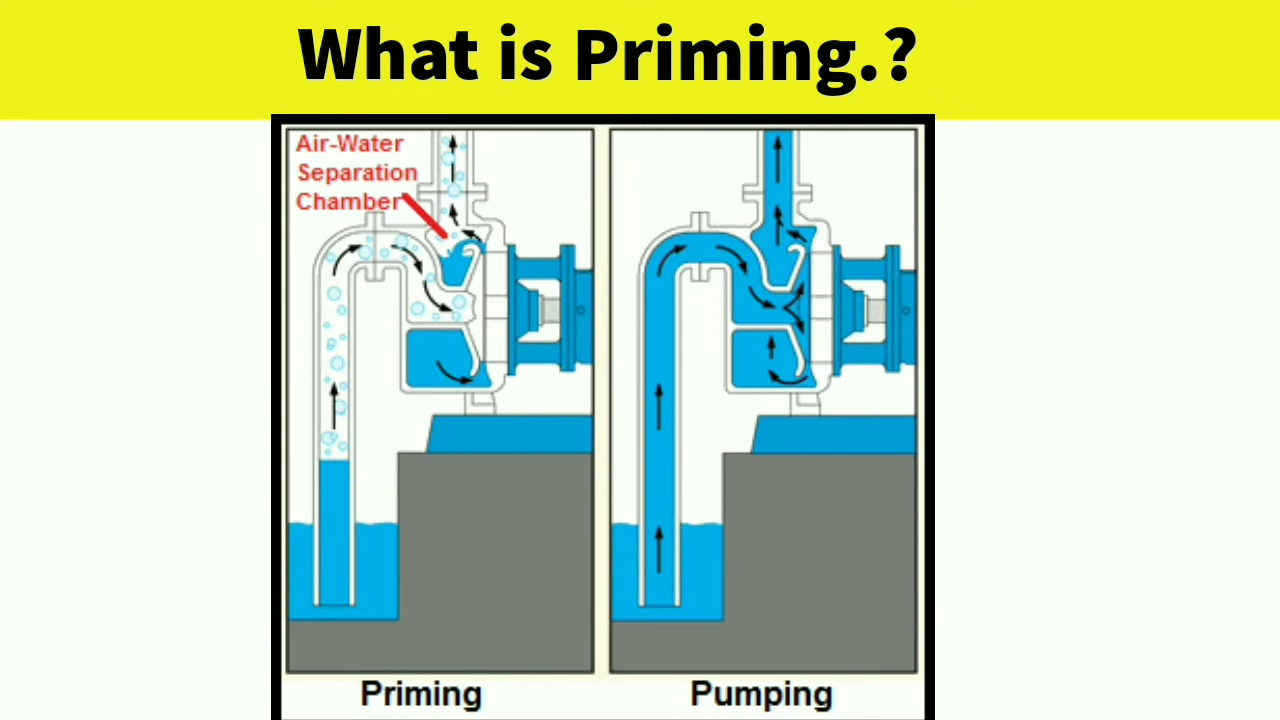 What is Priming.?
Air-Water
Separation
Chamber
Priming
Pumping